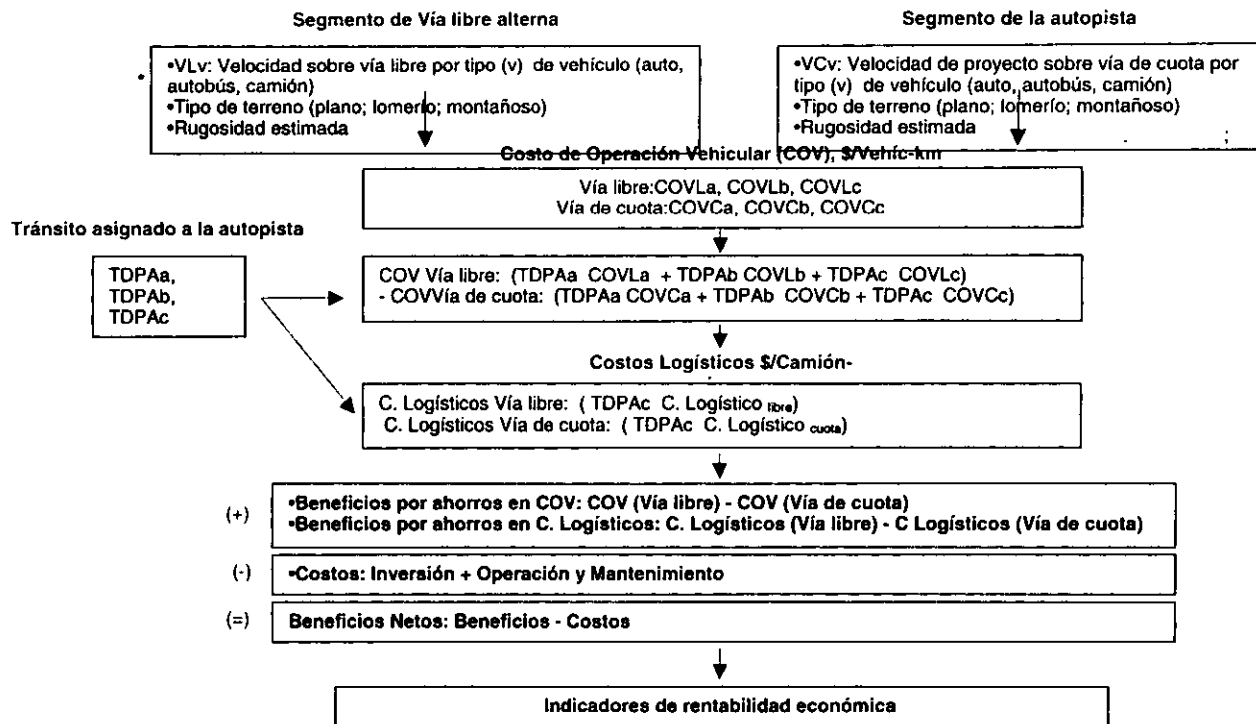 Segmento de Vía libre alterna
Segmento de la autopista
•VLv: Velocidad sobre vía libre por tipo (v) de vehículo (auto,
autobús, camión)
•Tipo de terreno (plano; lomerío; montañoso)
•Rugosidad estimada
•VCv: Velocidad de proyecto sobre vía de cuota por
tipo (v) de vehículo (auto, autobús, camión)
•Tipo de terreno (plano; lomerío; montañoso)
•Rugosidad estimada
Costo de Operación Vehicular (COV), $/Vehíc-km
Vía libre:COVLa, COVLb, COVLc
Vía de cuota:COVCa, COVCb, COVCc
Tránsito asignado a la autopista
TDPAa,
TDPAb,
TDPAc
COV Vía libre: (TDPAa COVLa + TDPAb COVLb + TDPAc COVLc)
- COVVía de cuota: (TDPAa COVCa + TDPAb COVCb + TDPAc COVCc)
Costos Logísticos $/Camión-
C. Logísticos Vía libre: ( TDPAc C. Logístico libre)
C. Logísticos Vía de cuota: ( TDPAc C. Logístico cuota)
(+)
•Beneficios por ahorros en COV: COV (Vía libre) - COV (Vía de cuota)
•Beneficios por ahorros en C. Logísticos: C. Logísticos (Vía libre) - C Logísticos (Vía de cuota)
(-)
•Costos: Inversión + Operación y Mantenimiento
(=)
Beneficios Netos: Beneficios - Costos
Indicadores de rentabilidad económica